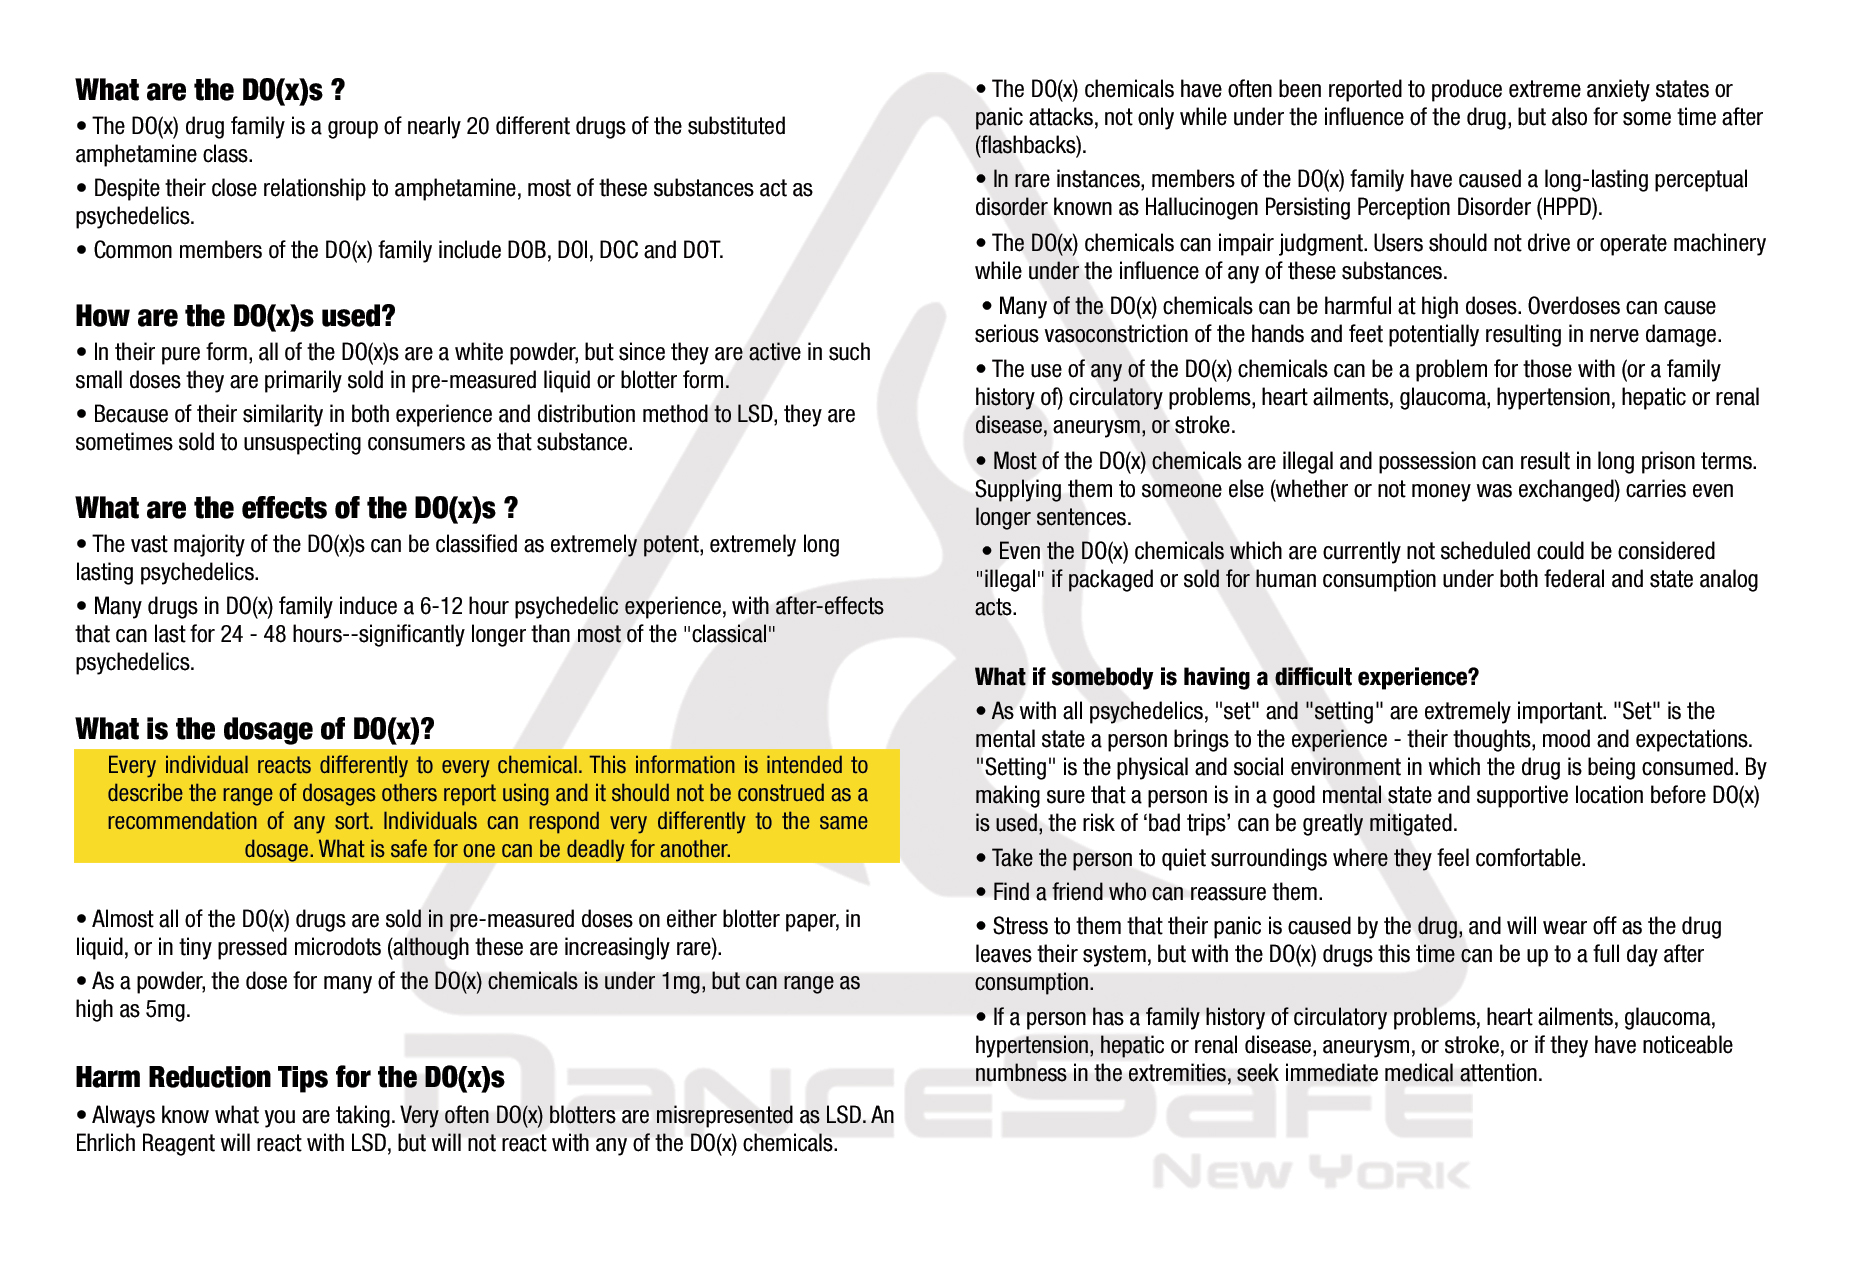 What are the DO(x)s ?
• The DO(x) drug family is a group of nearly 20 different drugs of the substituted
amphetamine class.
• Despite their close relationship to amphetamine, most of these substances act as
psychedelics.
• Common members of the DO(x) family include DOB, DOI, DOC and DOT.
How are the DO(x)s used?
• In their pure form, all of the DO(x)s are a white powder, but since they are active in such
small doses they are primarily sold in pre-measured liquid or blotter form.
• Because of their similarity in both experience and distribution method to LSD, they are
sometimes sold to unsuspecting consumers as that substance.
What are the effects of the DO(x)s ?
• The vast majority of the DO(x)s can be classified as extremely potent, extremely long
lasting psychedelics.
• Many drugs in DO(x) family induce a 6-12 hour psychedelic experience, with after-effects
that can last for 24 - 48 hours--significantly longer than most of the "classical"
psychedelics.
What is the dosage of DO(x)?
Every individual reacts differently to every chemical. This information is intended to
describe the range of dosages others report using and it should not be construed as a
recommendation of any sort. Individuals can respond very differently to the same
dosage. What is safe for one can be deadly for another.
• Almost all of the DO(x) drugs are sold in pre-measured doses on either blotter paper, in
liquid, or in tiny pressed microdots (although these are increasingly rare).
• As a powder, the dose for many of the DO(x) chemicals is under 1mg, but can range as
high as 5mg.
Harm Reduction Tips for the DO(x)s
• Always know what you are taking. Very often DO(x) blotters are misrepresented as LSD. An
Ehrlich Reagent will react with LSD, but will not react with any of the DO(x) chemicals.
• The DO(x) chemicals have often been reported to produce extreme anxiety states or
panic attacks, not only while under the influence of the drug, but also for some time after
(flashbacks).
• In rare instances, members of the DO(x) family have caused a long-lasting perceptual
disorder known as Hallucinogen Persisting Perception Disorder (HPPD).
• The DO(x) chemicals can impair judgment. Users should not drive or operate machinery
while under the influence of any of these substances.
• Many of the DO(x) chemicals can be harmful at high doses. Overdoses can cause
serious vasoconstriction of the hands and feet potentially resulting in nerve damage.
• The use of any of the DO(x) chemicals can be a problem for those with (or a family
history of) circulatory problems, heart ailments, glaucoma, hypertension, hepatic or renal
disease, aneurysm, or stroke.
• Most of the DO(x) chemicals are illegal and possession can result in long prison terms.
Supplying them to someone else (whether or not money was exchanged) carries even
longer sentences.
• Even the DO(x) chemicals which are currently not scheduled could be considered
"illegal" if packaged or sold for human consumption under both federal and state analog
acts.
What if somebody is having a difficult experience?
• As with all psychedelics, "set" and "setting" are extremely important. "Set" is the
mental state a person brings to the experience - their thoughts, mood and expectations.
"Setting" is the physical and social environment in which the drug is being consumed. By
making sure that a person is in a good mental state and supportive location before DO(x)
is used, the risk of ‘bad trips’ can be greatly mitigated.
• Take the person to quiet surroundings where they feel comfortable.
• Find a friend who can reassure them.
• Stress to them that their panic is caused by the drug, and will wear off as the drug
leaves their system, but with the DO(x) drugs this time can be up to a full day after
consumption.
• If a person has a family history of circulatory problems, heart ailments, glaucoma,
hypertension, hepatic or renal disease, aneurysm, or stroke, or if they have noticeable
numbness in the extremities, seek immediate medical attention.
DANCESAFE
NEW YORK